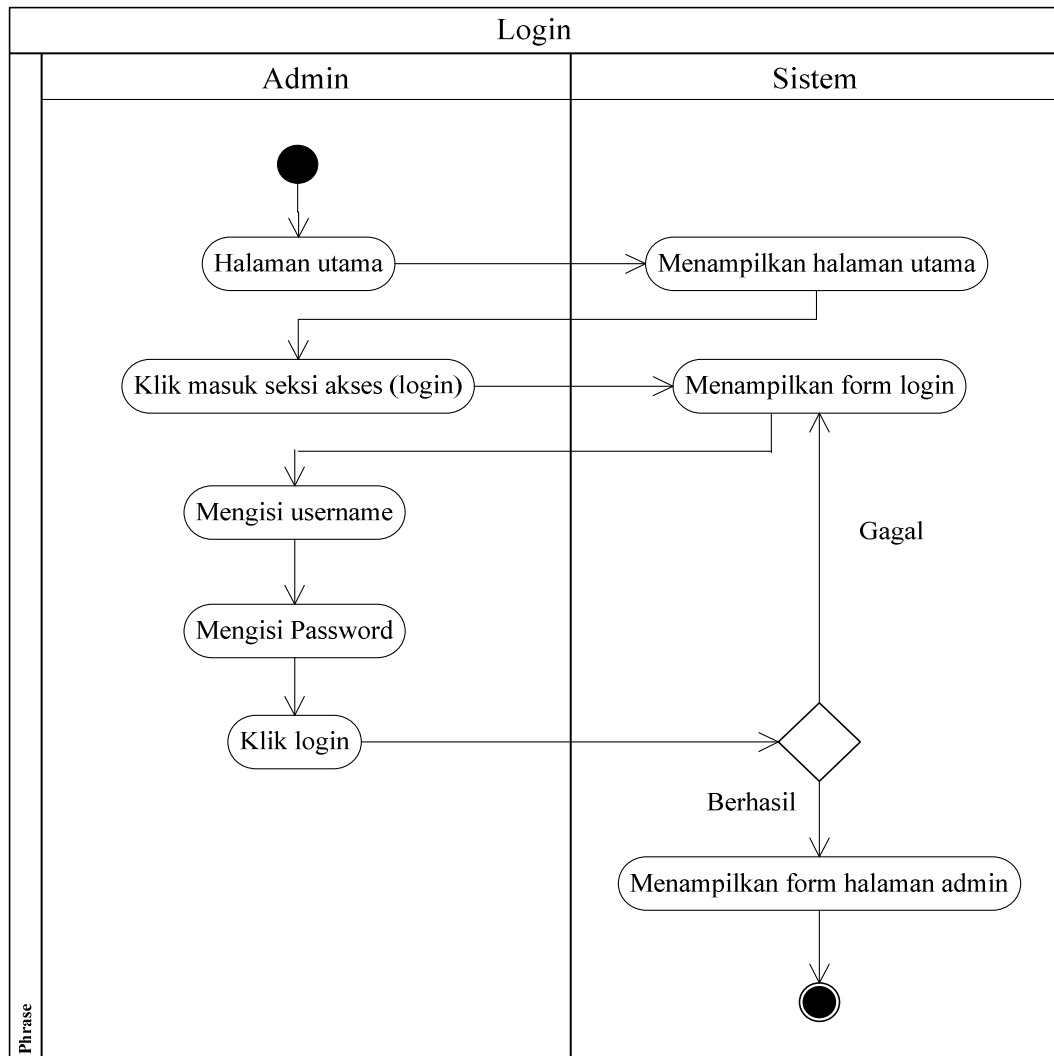 Login
Admin
Sistem
Halaman utama
Menampilkan halaman utama
Klik masuk seksi akses (login)
Menampilkan form login
Mengisi username
Gagal
Mengisi Password
Klik login
Berhasil
Menampilkan form halaman admin
Phrase